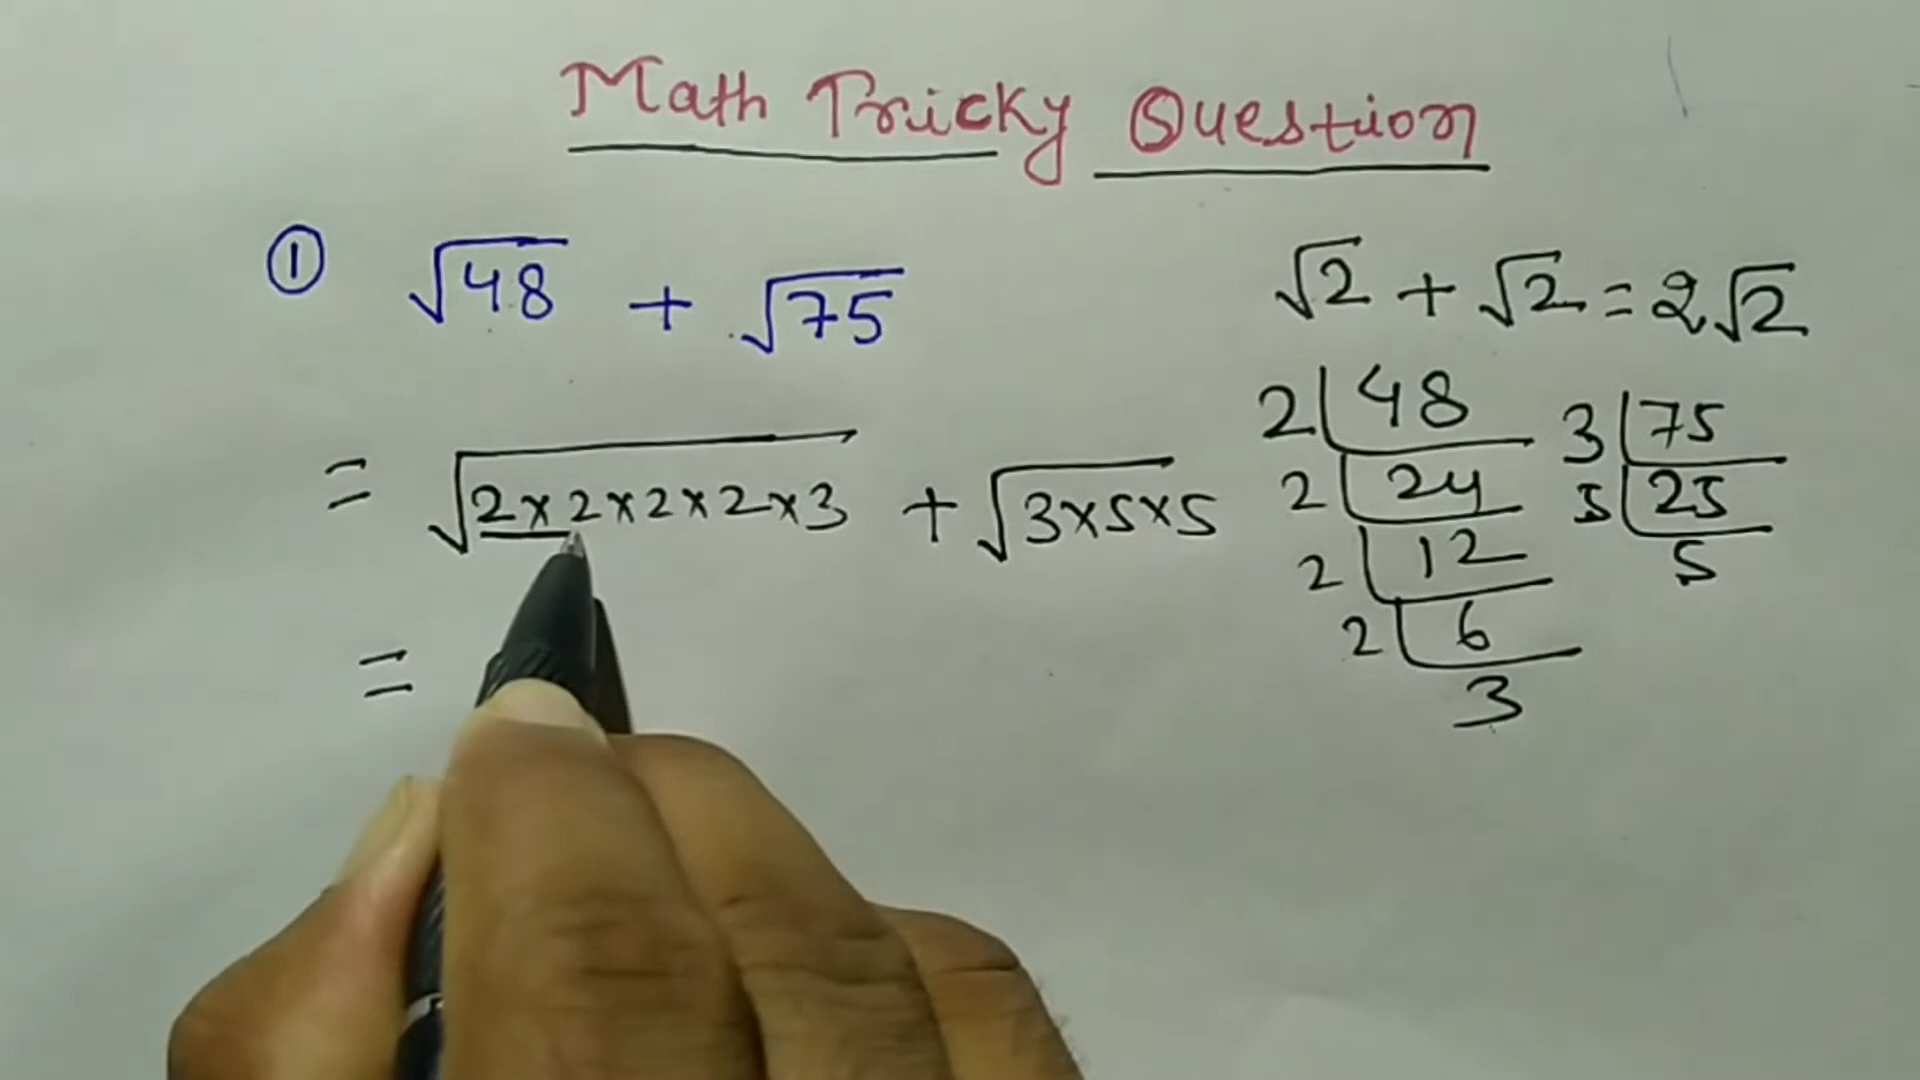 Math Tricky Question
① √48 + √75
√2 + √2 = 2√2
= √2×2×2×2×3 + √3×5×5
=
2 48
2 24
2 12
2 6
3
3 75
5 25
5